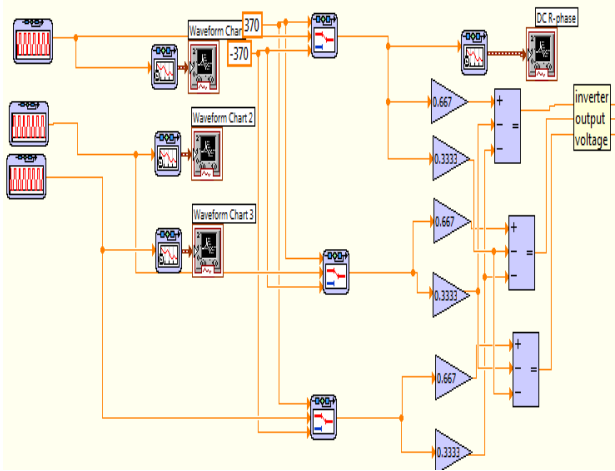 DC R-phase
Waveform Chart
370
-370
0.667
inverter
output
voltage
+
-
-
=
Waveform Chart 2
0.3333
Waveform Chart 3
0.667
+
-
-
=
0.3333
0.667
+
-
-
=
0.3333